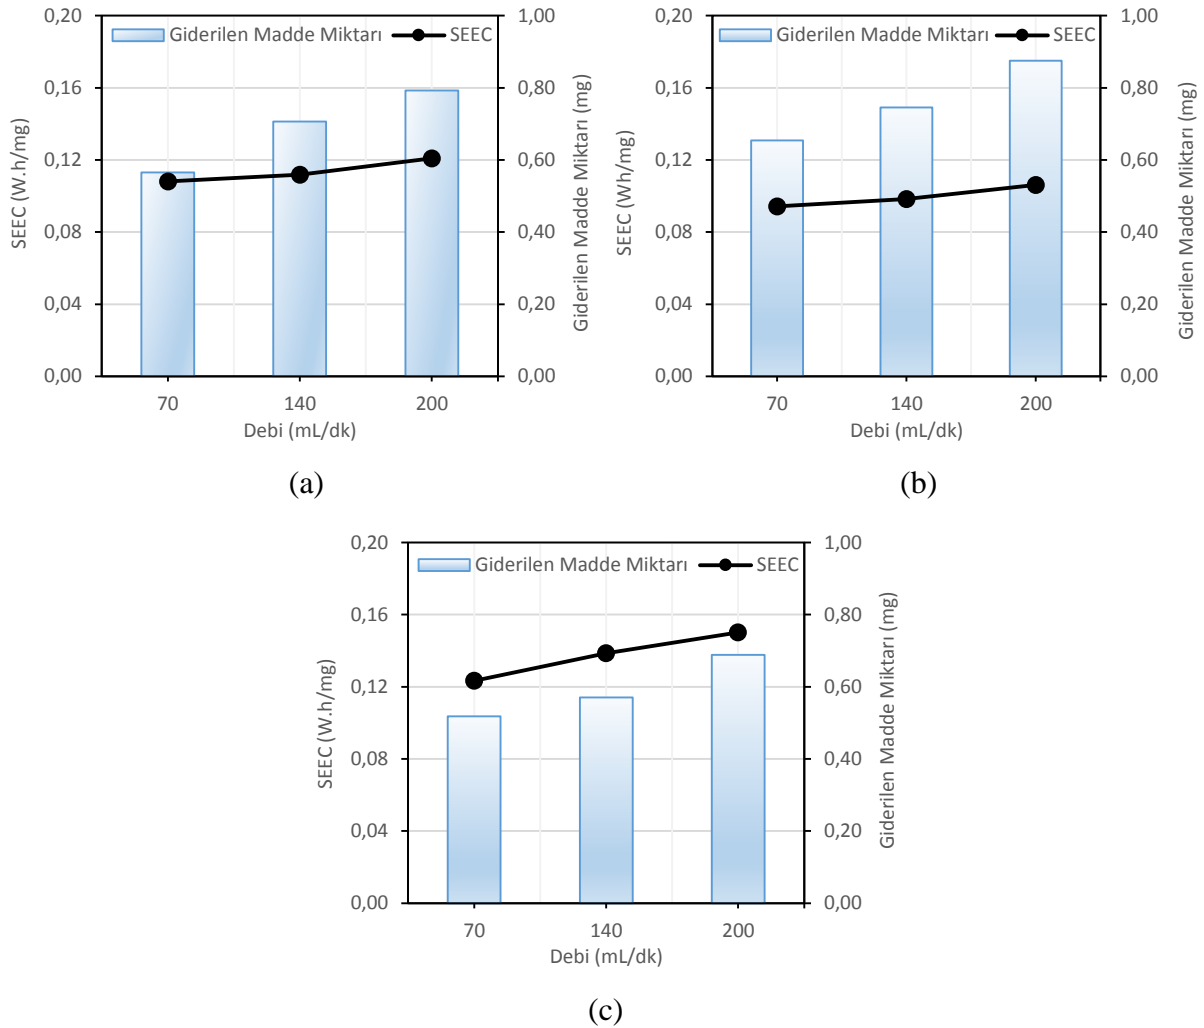 Giderilen Madde Miktarı SEEC
0,20
0,16
0,12
0,08
0,04
0,00
SEEC (W.h/mg)
1,00
0,80
0,60
0,40
0,20
0,00
Giderilen Madde Miktarı (mg)
70 140 200
Debi (mL/dk)
(a)
Giderilen Madde Miktarı SEEC
0,20
0,16
0,12
0,08
0,04
0,00
SEEC (Wh/mg)
1,00
0,80
0,60
0,40
0,20
0,00
Giderilen Madde Miktarı (mg)
70 140 200
Debi (mL/dk)
(b)
Giderilen Madde Miktarı SEEC
0,20
0,16
0,12
0,08
0,04
0,00
SEEC (W.h/mg)
1,00
0,80
0,60
0,40
0,20
0,00
Giderilen Madde Miktarı (mg)
70 140 200
Debi (mL/dk)
(c)